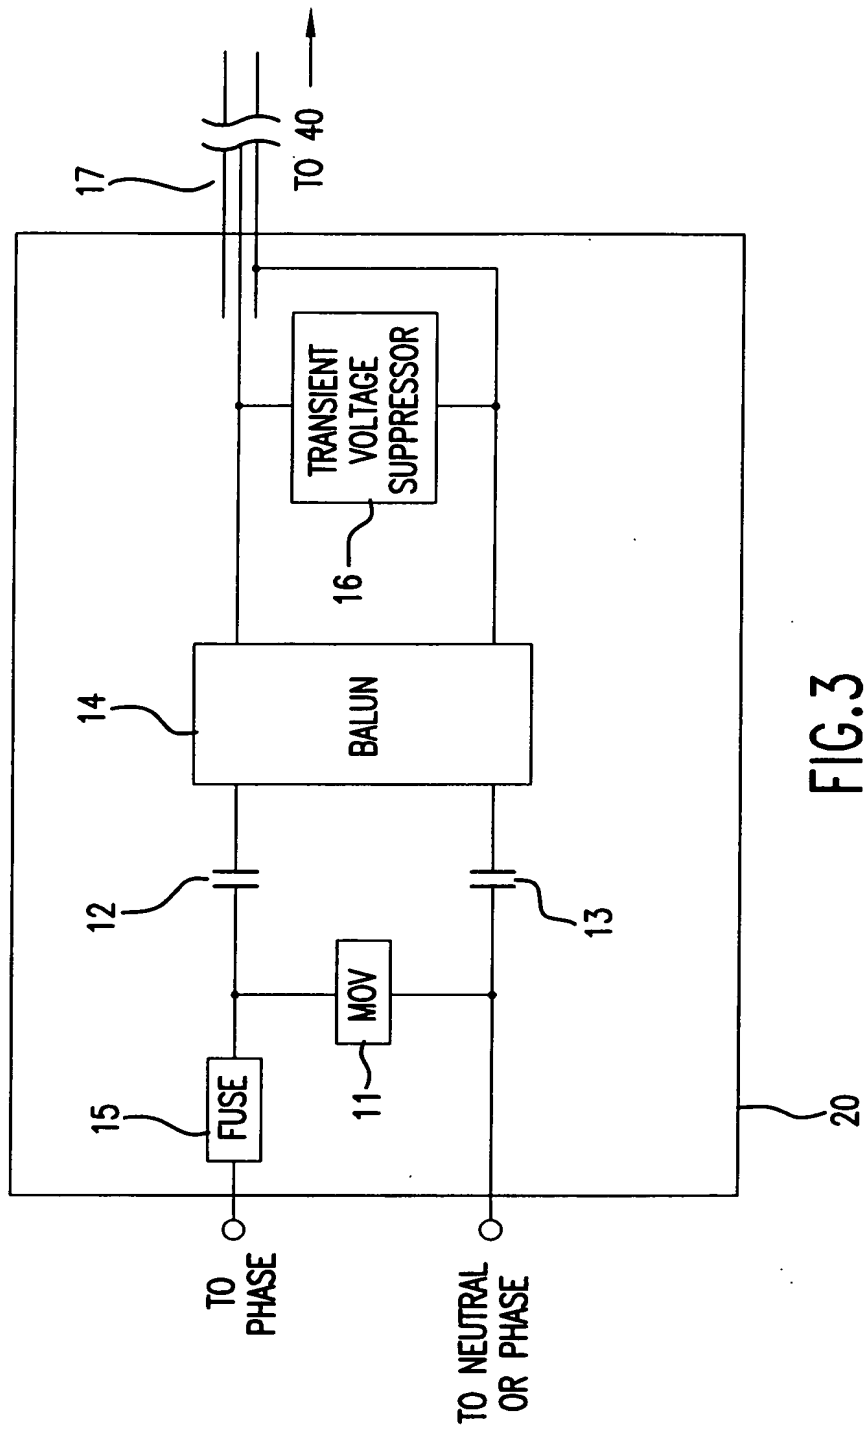 17
TO 40
14
12
15
FUSE
TO
PHASE
BALUN
TRANSIENT
VOLTAGE
SUPPRESSOR
16
MOV
11
13
TO NEUTRAL
OR PHASE
20
FIG.3